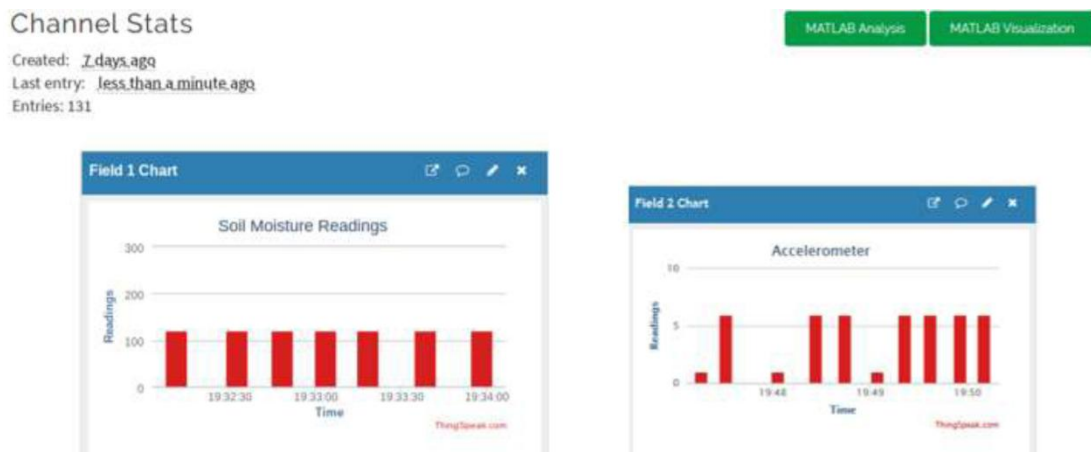 Channel Stats
MATLAB Analysis
MATLAB Visualization
Created: 7 days ago
Last entry: less than a minute ago
Entries: 131
Field 1 Chart
Soil Moisture Readings
300
200
100
0
Readings
19:32:30
19:33:00
19:33:30
19:34:00
Time
ThingSpeak.com
Field 2 Chart
Accelerometer
10
5
0
Readings
19:48
19:49
19:50
Time
ThingSpeak.com